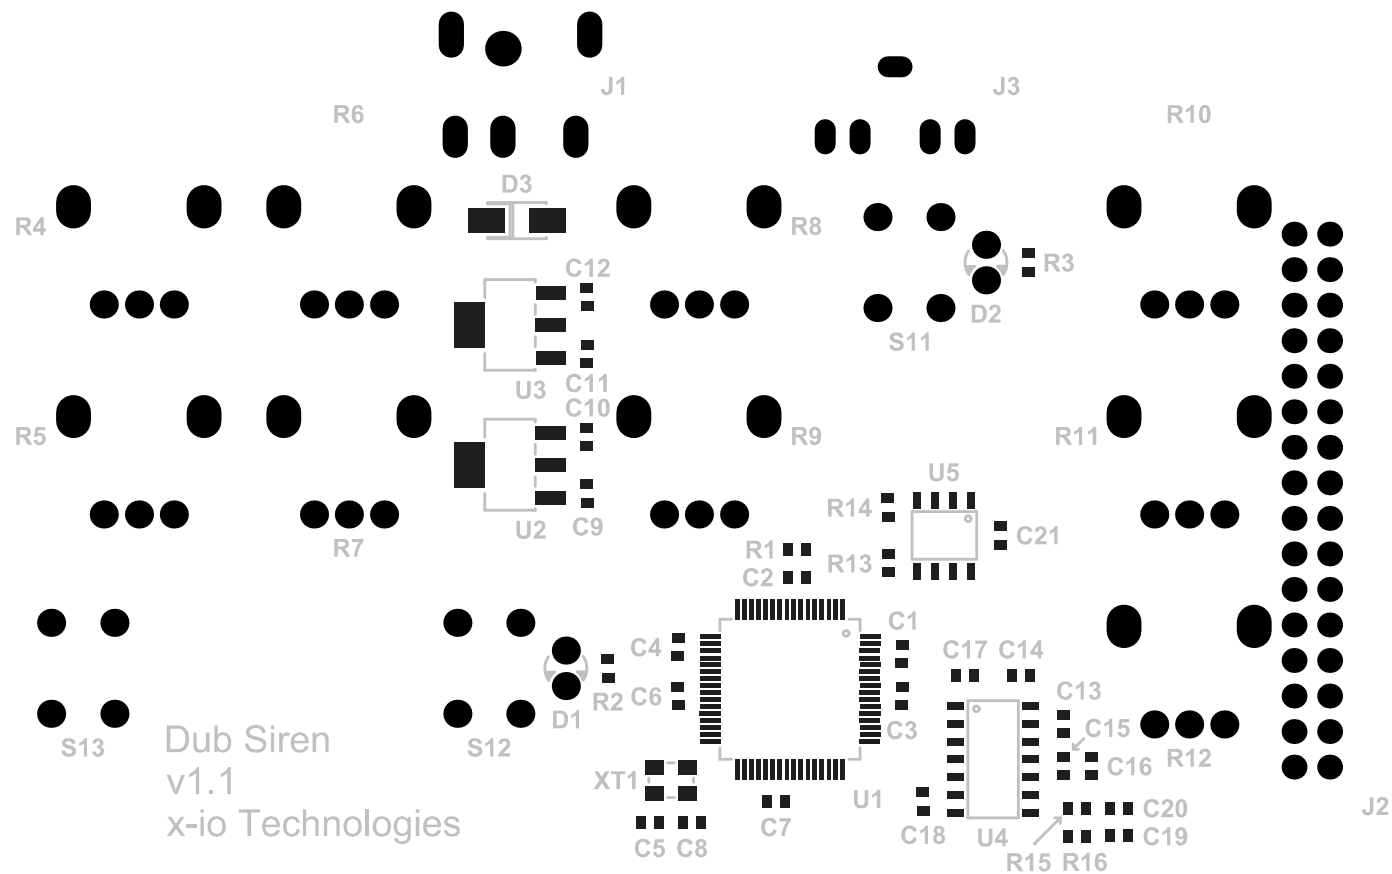 J1
J3
R6
R10
D3
R4
R8
C12
R3
D2
S11
U3
C11
C10
R5
R9
R11
U5
R14
U2
C9
R7
R1
C21
C2
R13
C1
C4
C17
C14
C6
R2
C13
D1
C3
C15
S13
Dub Siren
S12
R12
C16
v1.1
XT1
U1
J2
C20
x-io Technologies
C7
C18
U4
C19
C5
C8
R15
R16